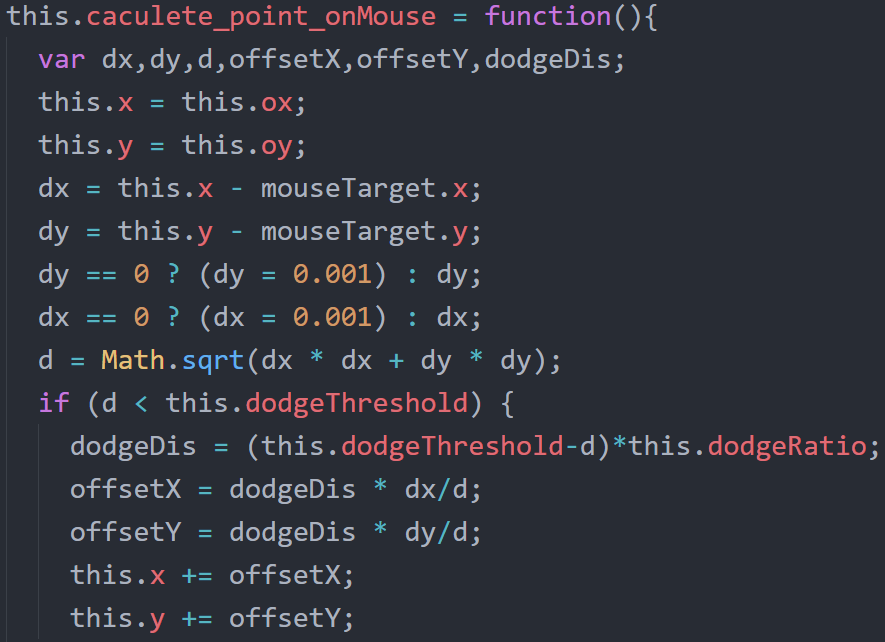 this.caculete_point_onMouse = function(){
var dx,dy,d,offsetX,offsetY,dodgeDis;
this.x = this.ox;
this.y = this.oy;
dx = this.x - mouseTarget.x;
dy = this.y - mouseTarget.y;
dy == 0 ? (dy = 0.001) : dy;
dx == 0 ? (dx = 0.001) : dx;
d = Math.sqrt(dx * dx + dy * dy);
if (d < this.dodgeThreshold) {
dodgeDis = (this.dodgeThreshold-d)*this.dodgeRatio;
offsetX = dodgeDis * dx/d;
offsetY = dodgeDis * dy/d;
this.x += offsetX;
this.y += offsetY;